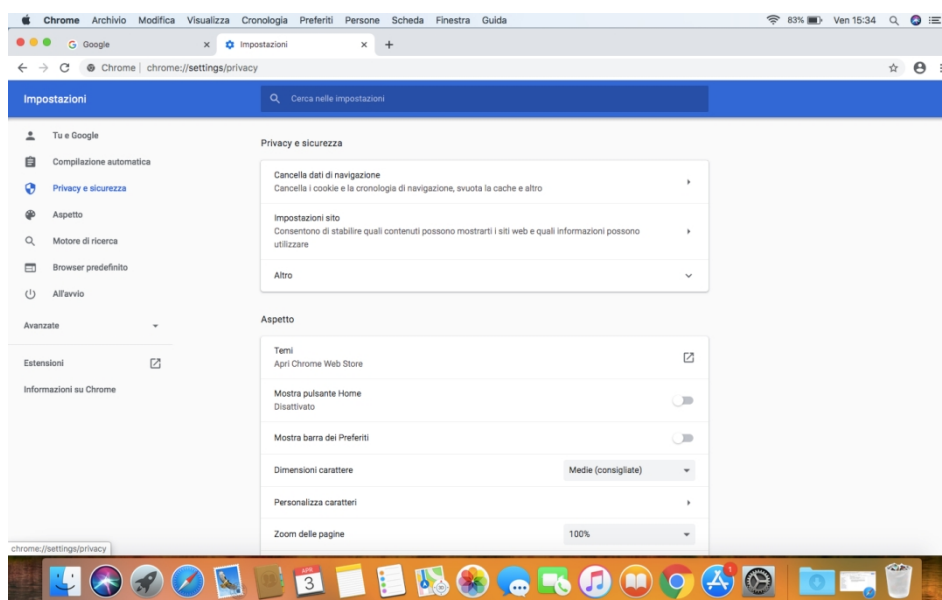 Chrome Archivio Modifica Visualizza Cronologia Preferiti Persone Scheda Finestra Guida 83% Ven 15:34
Google Impostazioni
Chrome | chrome://settings/privacy
Impostazioni
Cerca nelle impostazioni
Tu e Google
Compilazione automatica
Privacy e sicurezza
Aspetto
Motore di ricerca
Browser predefinito
All'avvio
Avanzate
Estensioni
Informazioni su Chrome
Privacy e sicurezza
Cancella dati di navigazione
Cancella i cookie e la cronologia di navigazione, svuota la cache e altro
Impostazioni sito
Consentono di stabilire quali contenuti possono mostrarti i siti web e quali informazioni possono
utilizzare
Altro
Aspetto
Temi
Apri Chrome Web Store
Mostra pulsante Home
Disattivato
Mostra barra dei Preferiti
Dimensioni carattere Medie (consigliate)
Personalizza caratteri
Zoom delle pagine 100%
chrome://settings/privacy
APR
3
1